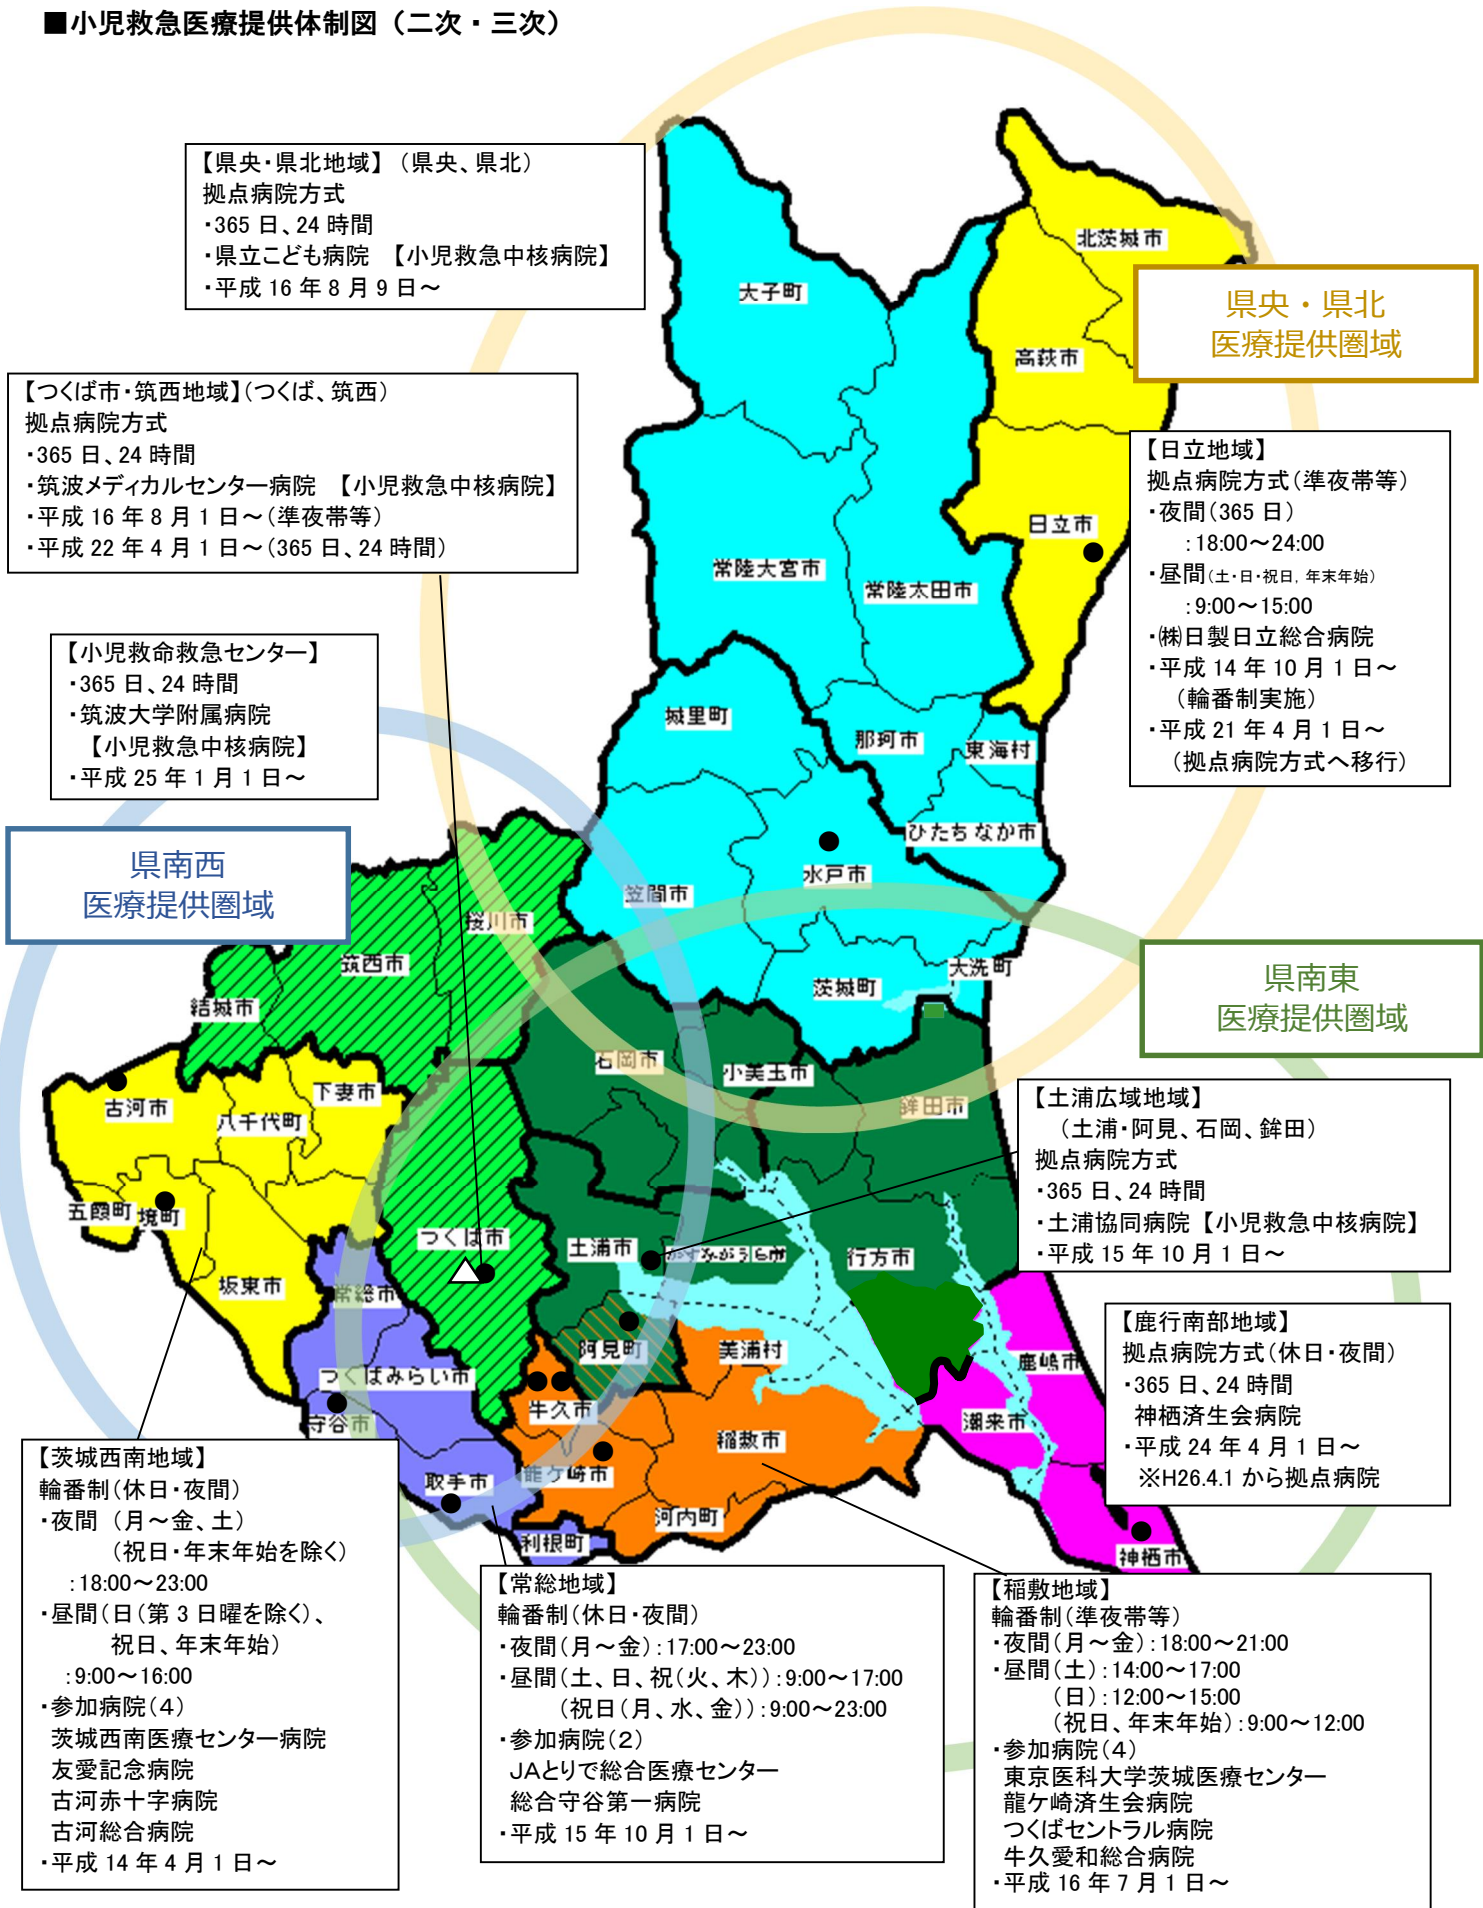 ■小児救急医療提供体制図（二次・三次）
【県央・県北地域】（県央、県北）
拠点病院方式
・365日、24時間
・県立こども病院　【小児救急中核病院】
・平成16年8月9日～
【つくば市・筑西地域】（つくば、筑西）
拠点病院方式
・365日、24時間
・筑波メディカルセンター病院　【小児救急中核病院】
・平成16年8月1日～（準夜帯等）
・平成22年4月1日～（365日、24時間）
【小児救命救急センター】
・365日、24時間
・筑波大学附属病院
【小児救急中核病院】
・平成25年1月1日～
県南西
医療提供圏域
県央・県北
医療提供圏域
【日立地域】
拠点病院方式（準夜帯等）
・夜間（365日）
：18:00～24:00
・昼間（土・日・祝日，年末年始）
：9:00～15:00
・㈱日製日立総合病院
・平成14年10月1日～
（輪番制実施）
・平成21年4月1日～
（拠点病院方式へ移行）
県南東
医療提供圏域
【土浦広域地域】
（土浦・阿見、石岡、鉾田）
拠点病院方式
・365日、24時間
・土浦協同病院【小児救急中核病院】
・平成15年10月1日～
【鹿行南部地域】
拠点病院方式（休日・夜間）
・365日、24時間
神栖済生会病院
・平成24年4月1日～
※H26.4.1から拠点病院
北茨城市
大子町
高萩市
日立市
常陸大宮市
常陸太田市
城里町
那珂市
東海村
ひたちなか市
水戸市
笠間市
桜川市
筑西市
大洗町
茨城町
結城市
石岡市
小美玉市
鉾田市
古河市
八千代町
下妻市
五霞町
境町
つくば市
土浦市
かすみがうら市
行方市
坂東市
常総市
阿見町
美浦村
鹿嶋市
つくばみらい市
守谷市
牛久市
稲敷市
潮来市
取手市
龍ケ崎市
河内町
利根町
神栖市
【茨城西南地域】
輪番制（休日・夜間）
・夜間（月～金、土）
（祝日・年末年始を除く）
：18:00～23:00
・昼間（日（第3日曜を除く）、
祝日、年末年始）
：9:00～16:00
・参加病院（4）
茨城西南医療センター病院
友愛記念病院
古河赤十字病院
古河総合病院
・平成14年4月1日～
【常総地域】
輪番制（休日・夜間）
・夜間（月～金）：17:00～23:00
・昼間（土、日、祝（火、木））：9:00～17:00
（祝日（月、水、金））：9:00～23:00
・参加病院（2）
JAとりで総合医療センター
総合守谷第一病院
・平成15年10月1日～
【稲敷地域】
輪番制（準夜帯等）
・夜間（月～金）：18:00～21:00
・昼間（土）：14:00～17:00
（日）：12:00～15:00
（祝日、年末年始）：9:00～12:00
・参加病院（4）
東京医科大学茨城医療センター
龍ケ崎済生会病院
つくばセントラル病院
牛久愛和総合病院
・平成16年7月1日～